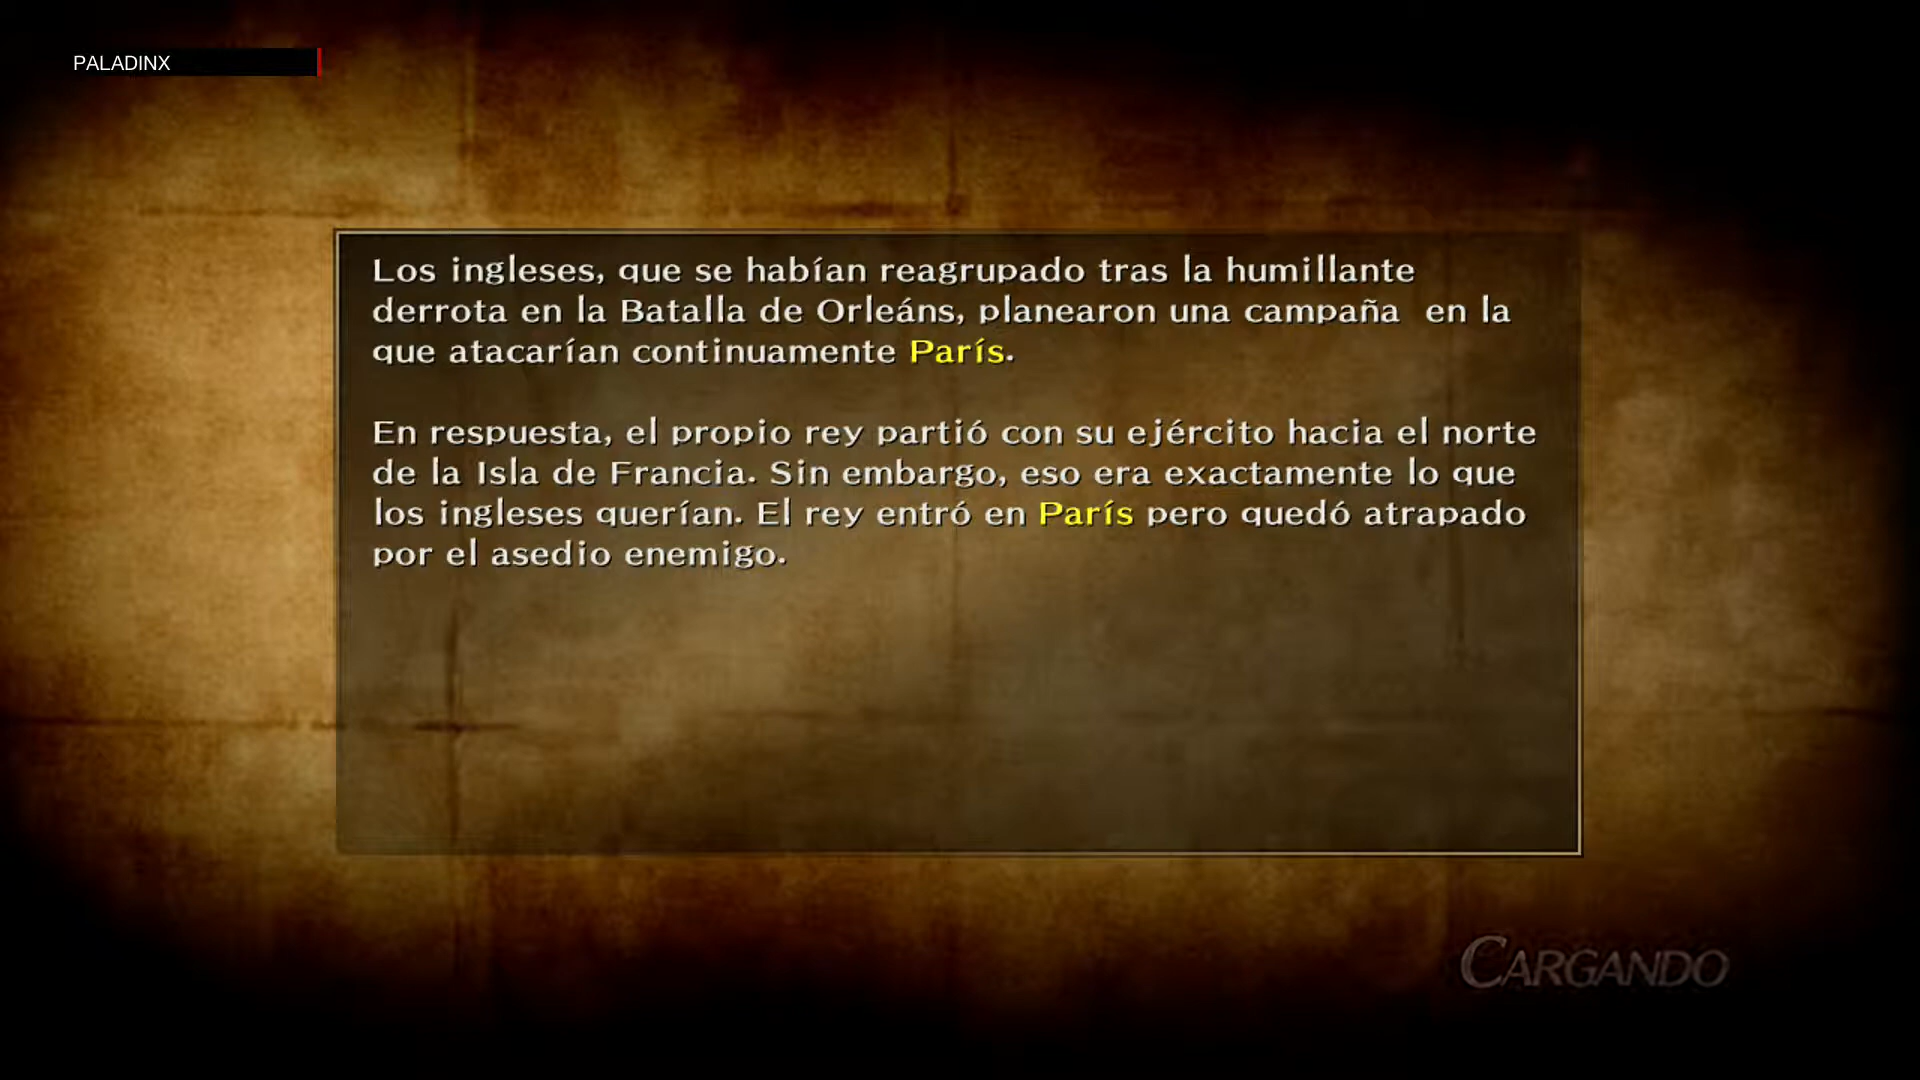 PALADINX
Los ingleses, que se habían reagrupado tras la humillante
derrota en la Batalla de Orleáns, planearon una campaña  en la
que atacarían continuamente París.
En respuesta, el propio rey partió con su ejército hacia el norte
de la Isla de Francia. Sin embargo, eso era exactamente lo que
los ingleses querían. El rey entró en París pero quedó atrapado
por el asedio enemigo.
CARGANDO